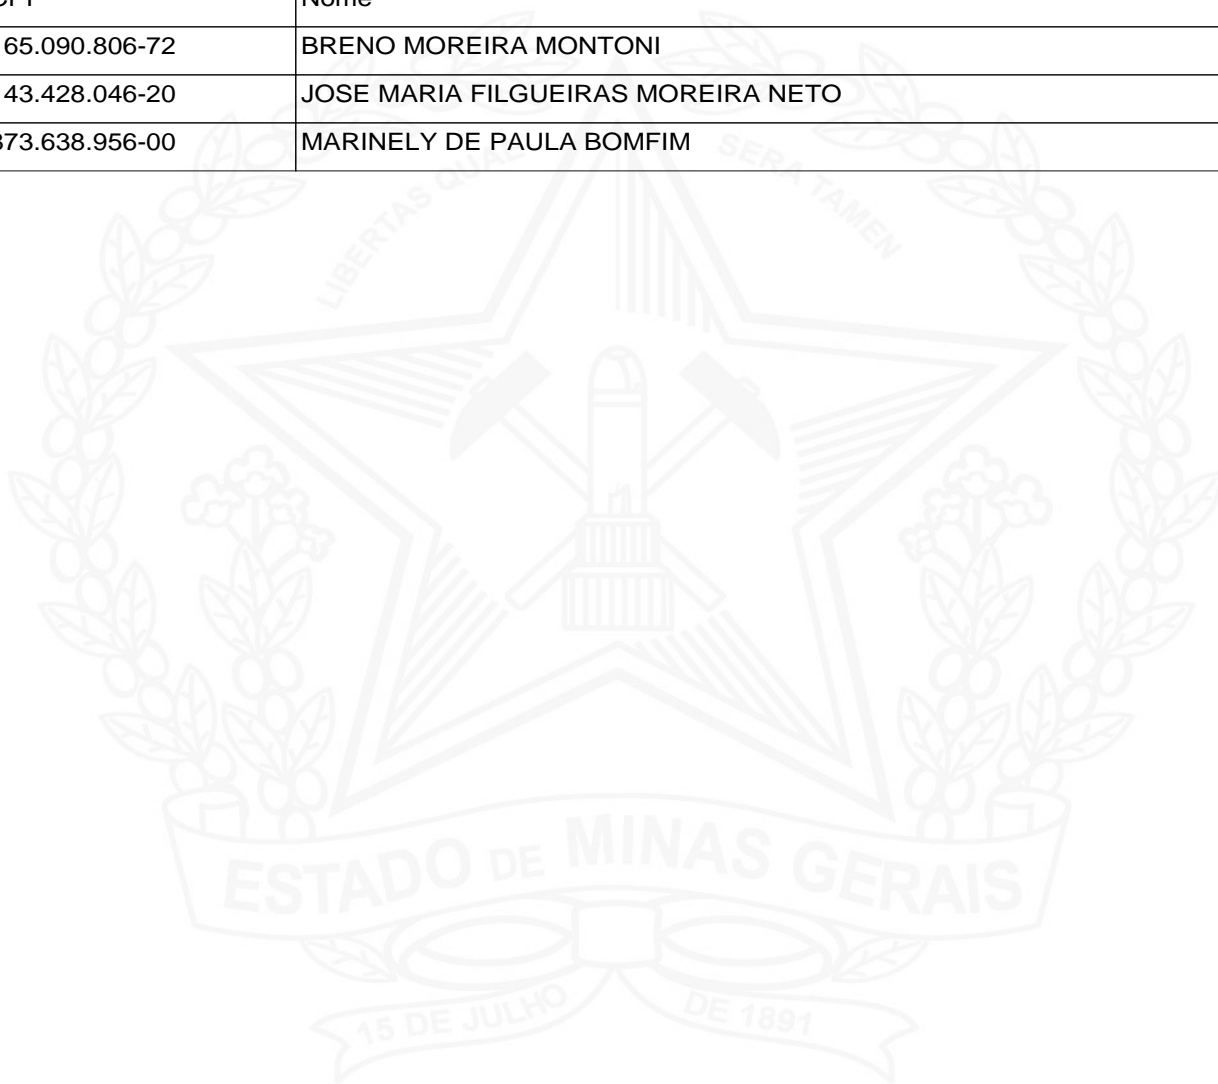 Nome
65.090.806-72 BRENO MOREIRA MONTONI
43.428.046-20 JOSE MARIA FILGUEIRAS MOREIRA NETO
373.638.956-00 MARINELY DE PAULA BOMFIM
LIBERTAS QUAE SERA TAMEN
ESTADO DE MINAS GERAIS
15 DE JULHO DE 1891